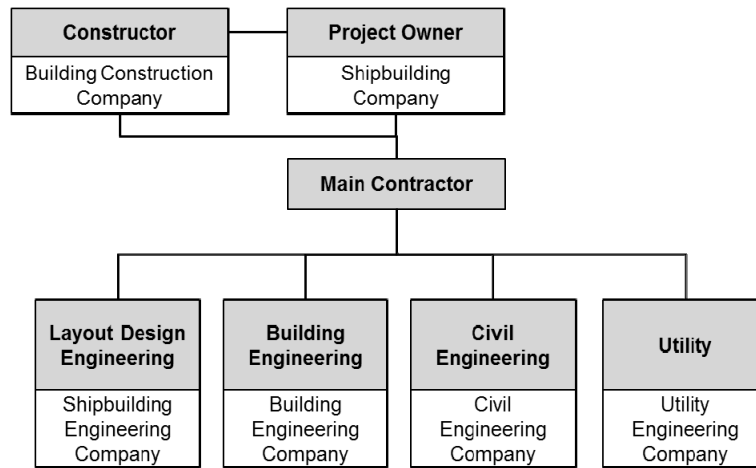 Constructor
Building Construction
Company
Project Owner
Shipbuilding
Company
Main Contractor
Layout Design
Engineering
Shipbuilding
Engineering
Company
Building
Engineering
Building
Engineering
Company
Civil
Engineering
Civil
Engineering
Company
Utility
Utility
Engineering
Company